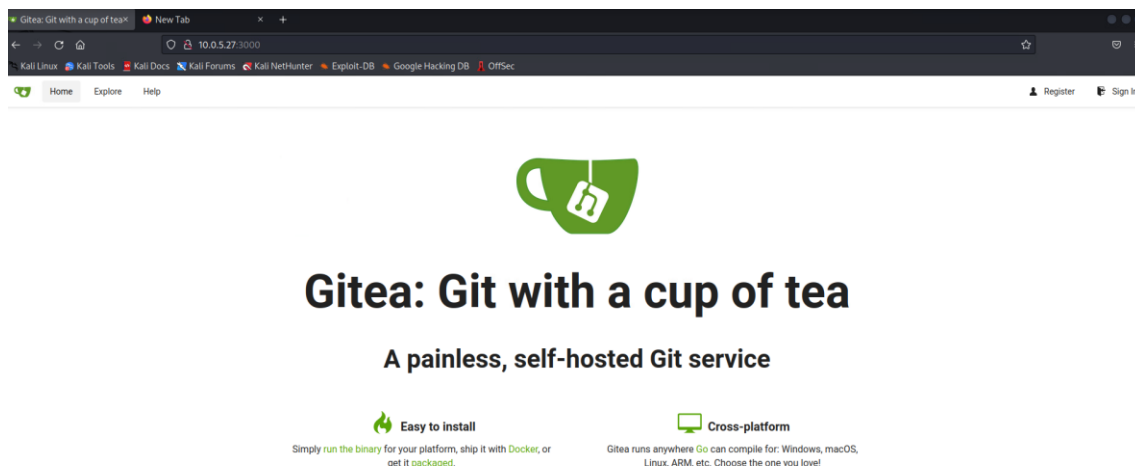 Gitea: Git with a cup of tea × New Tab × +
10.0.5.27:3000
Kali Linux Kali Tools Kali Docs Kali Forums Kali NetHunter Exploit-DB Google Hacking DB OffSec
Home Explore Help Register Sign In
Gitea: Git with a cup of tea
A painless, self-hosted Git service
Easy to install
Simply run the binary for your platform, ship it with Docker, or
get it packaged.
Cross-platform
Gitea runs anywhere Go can compile for: Windows, macOS,
Linux, ARM, etc. Choose the one you love!